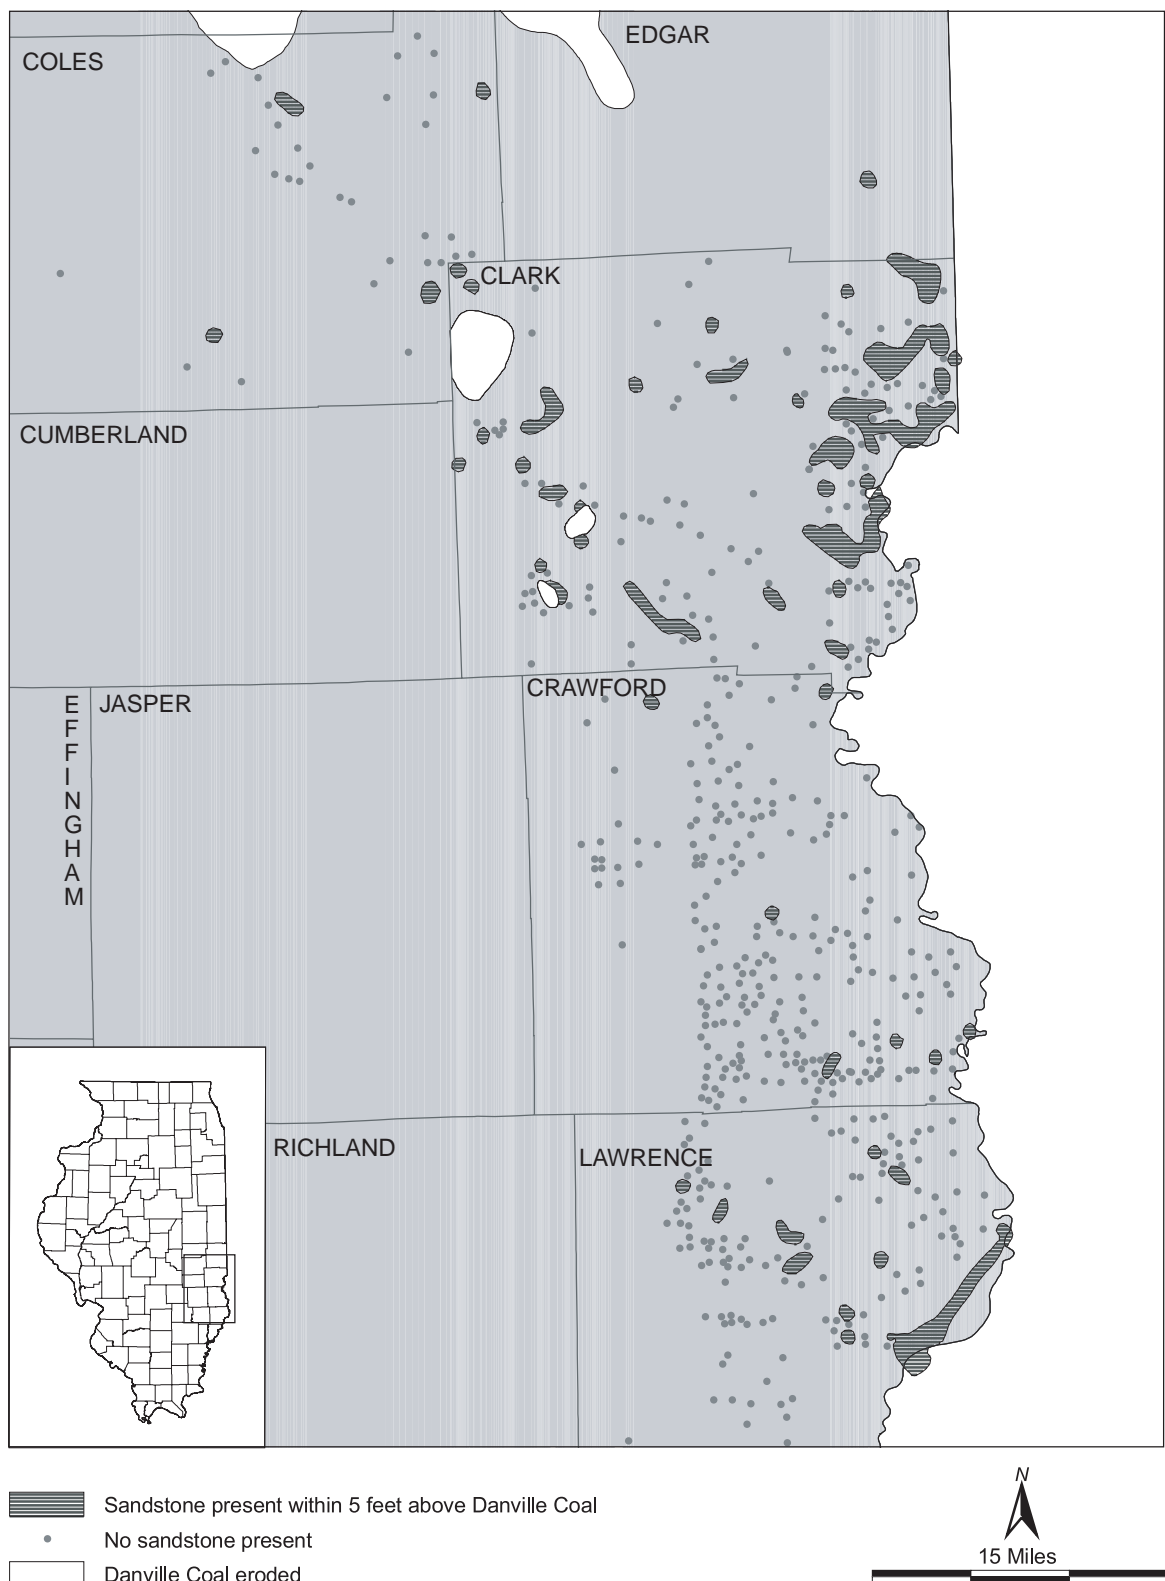 COLES
EDGAR
CLARK
CUMBERLAND
EFFINGHAM
JASPER
CRAWFORD
RICHLAND
LAWRENCE
Sandstone present within 5 feet above Danville Coal
No sandstone present
Danville Coal eroded
N
15 Miles